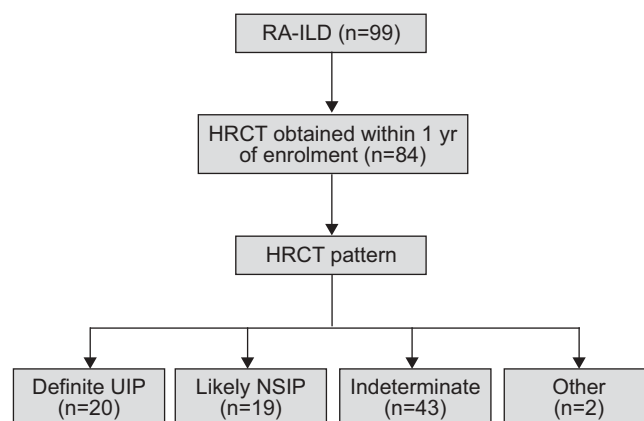 RA-ILD (n=99)
HRCT obtained within 1 yr
of enrolment (n=84)
HRCT pattern
Definite UIP
(n=20)
Likely NSIP
(n=19)
Indeterminate
(n=43)
Other
(n=2)